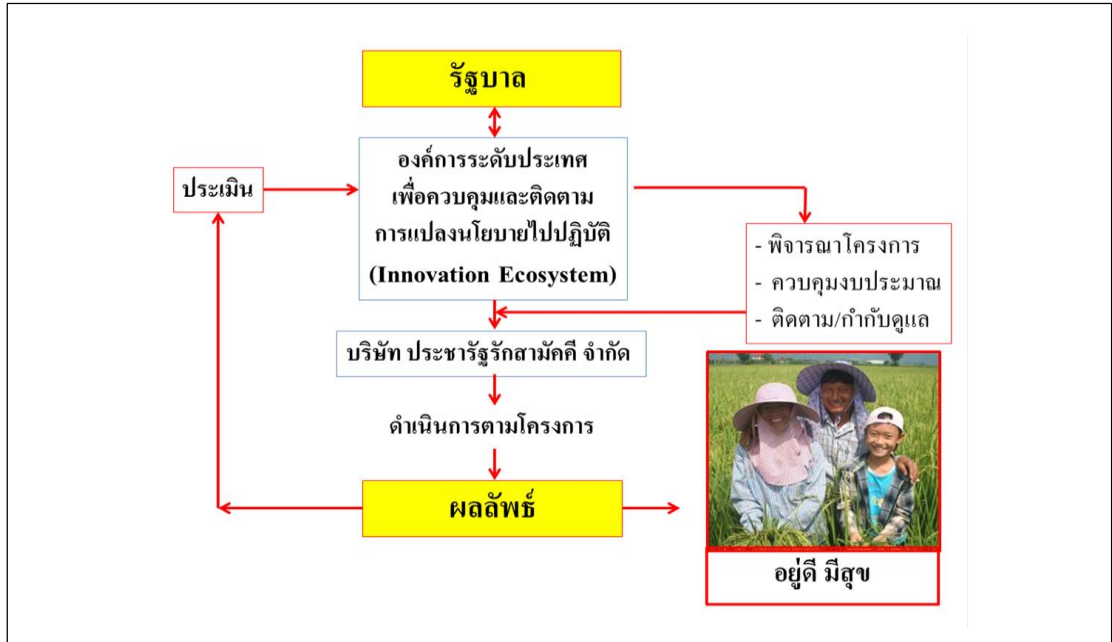 รัฐบาล
องค์การระดับประเทศ
เพื่อควบคุมและติดตาม
การแปลงนโยบายไปปฏิบัติ
(Innovation Ecosystem)
ประเมิน
- พิจารณาโครงการ
- ควบคุมงบประมาณ
- ติดตาม/กำกับดูแล
บริษัท ประชารัฐรักสามัคคี จำกัด
ดำเนินการตามโครงการ
ผลลัพธ์
อยู่ดี มีสุข